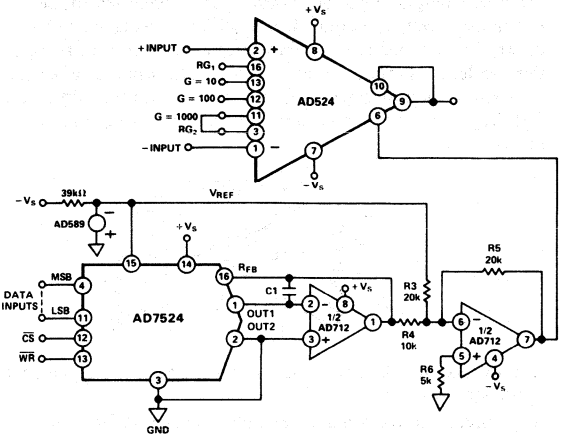 +VS
+INPUT
2
+
8
RG1
16
G = 10
13
10
G = 100
12
AD524
9
G = 1000
11
6
RG2
3
-INPUT
1
-
7
-VS
39kΩ
VREF
-VS
AD589
-
+
+VS
R5
20k
15
14
16
RFB
+VS
R3
20k
MSB
4
C1
8
DATA
INPUTS
1
OUT1
2
-
1/2
AD712
1
R4
10k
6
-
1/2
AD712
7
LSB
11
AD7524
OUT2
CS
12
2
3
+
R6
5k
5
+
4
WR
13
-VS
3
GND